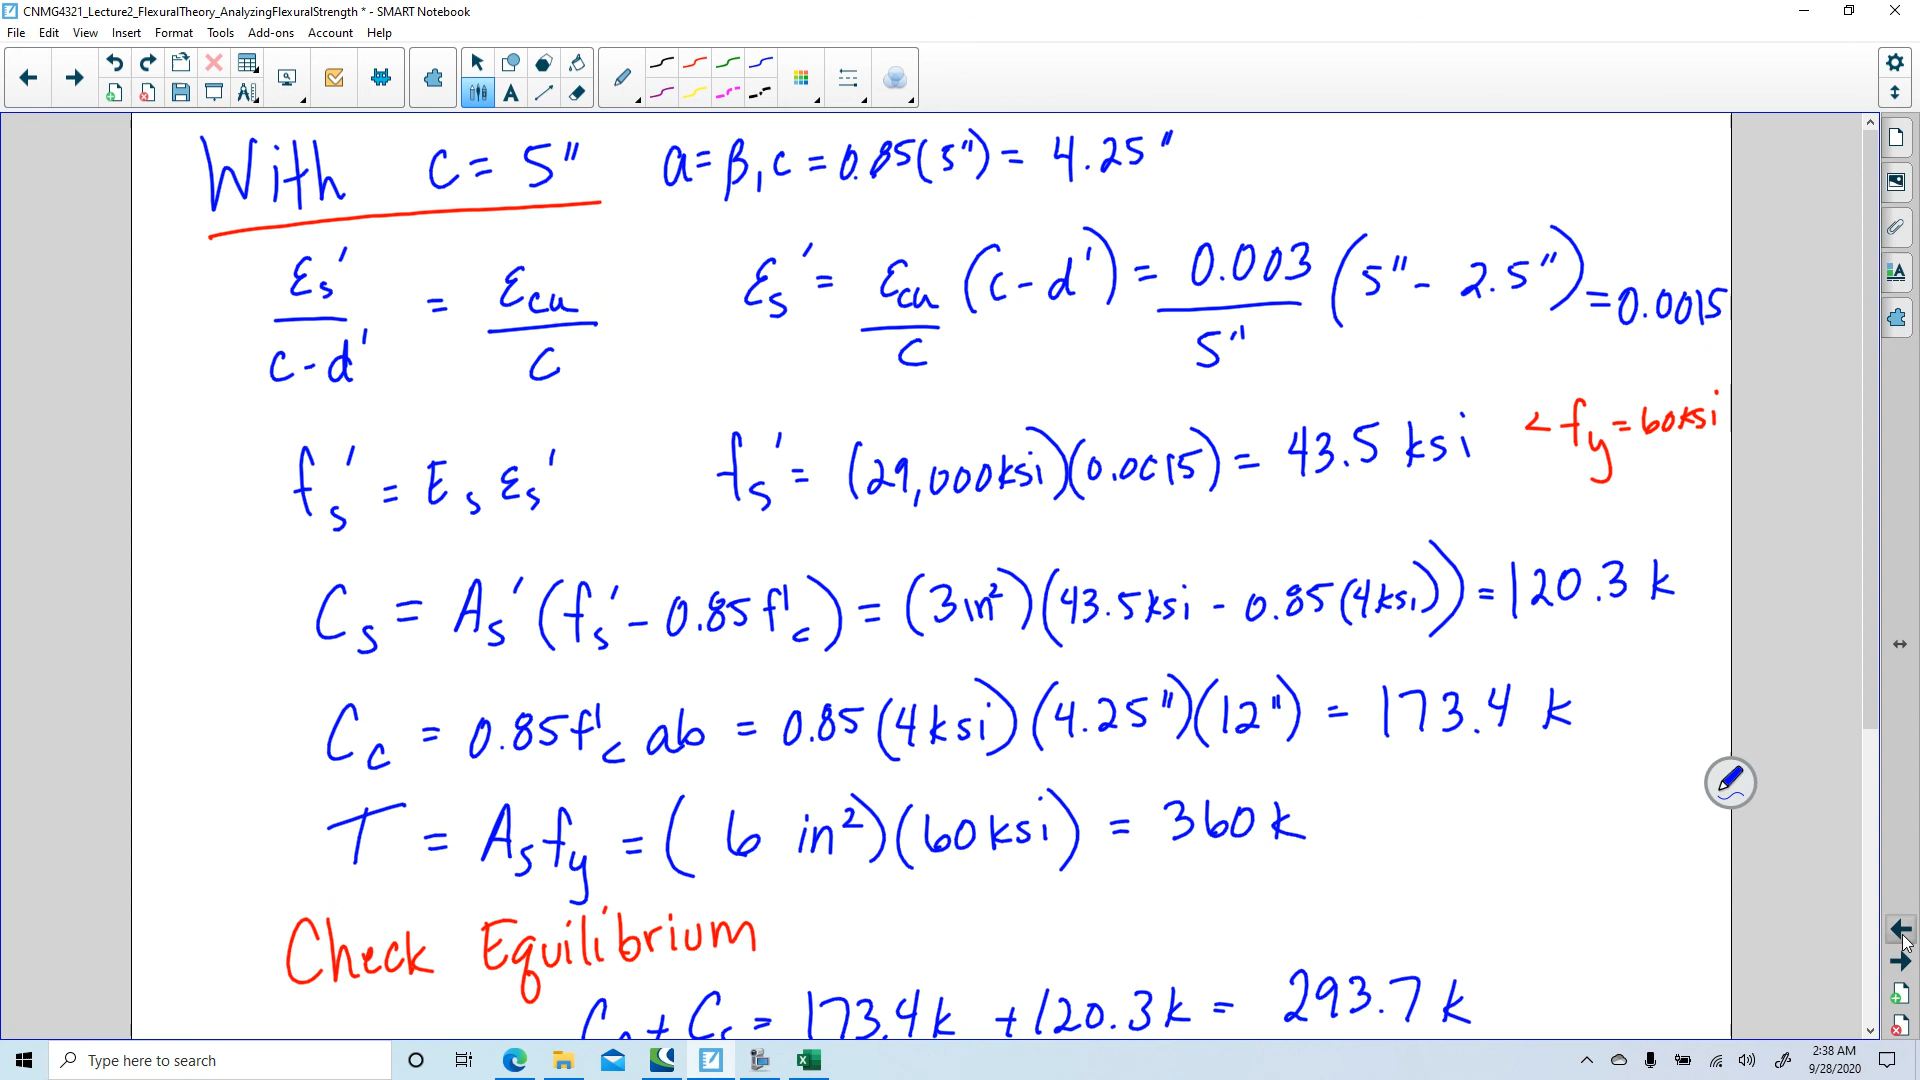 CNMG4321_Lecture2_FlexuralTheory_AnalyzingFlexuralStrength * - SMART Notebook
File Edit View Insert Format Tools Add-ons Account Help
With c = 5" a = β₁c = 0.85(5") = 4.25"
εs'/(c-d') = εcu/c εs' = εcu/c (c-d') = 0.003/5" (5" - 2.5") = 0.0015
fs' = Es εs' fs' = (29,000ksi)(0.0015) = 43.5 ksi < fy = 60ksi
Cs = As'(fs' - 0.85f'c) = (3in²)(43.5ksi - 0.85(4ksi)) = 120.3 k
Cc = 0.85f'c ab = 0.85(4ksi)(4.25")(12") = 173.4 k
T = As fy = (6 in²)(60ksi) = 360k
Check Equilibrium
Cc + Cs = 173.4k + 120.3k = 293.7k
Type here to search
2:38 AM
9/28/2020